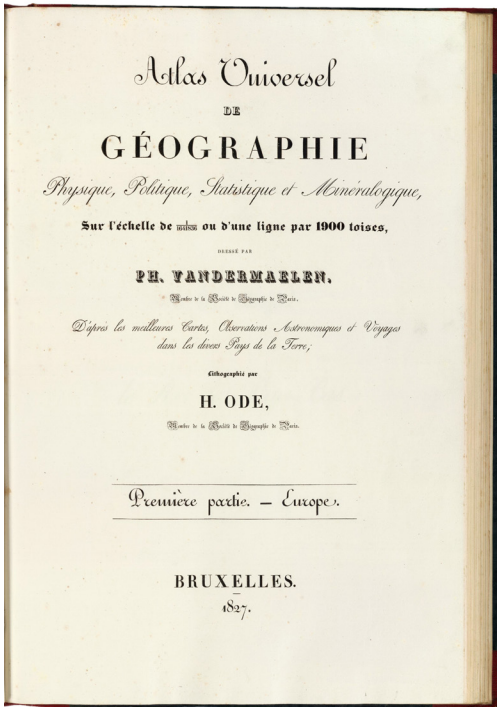 Atlas Universel
DE
GÉOGRAPHIE
Physique, Politique, Statistique et Minéralogique,
Sur l'échelle de ou d'une ligne par 1900 toises,
DRESSÉ PAR
PH. VANDERMAELEN,
Membre de la Société de Géographie de Paris.
D'après les meilleures Cartes, Observations Astronomiques et Voyages
dans les divers Pays de la Terre;
Lithographié par
H. ODE,
Membre de la Société de Géographie de Paris.
Première partie. — Europe.
BRUXELLES.
1827.